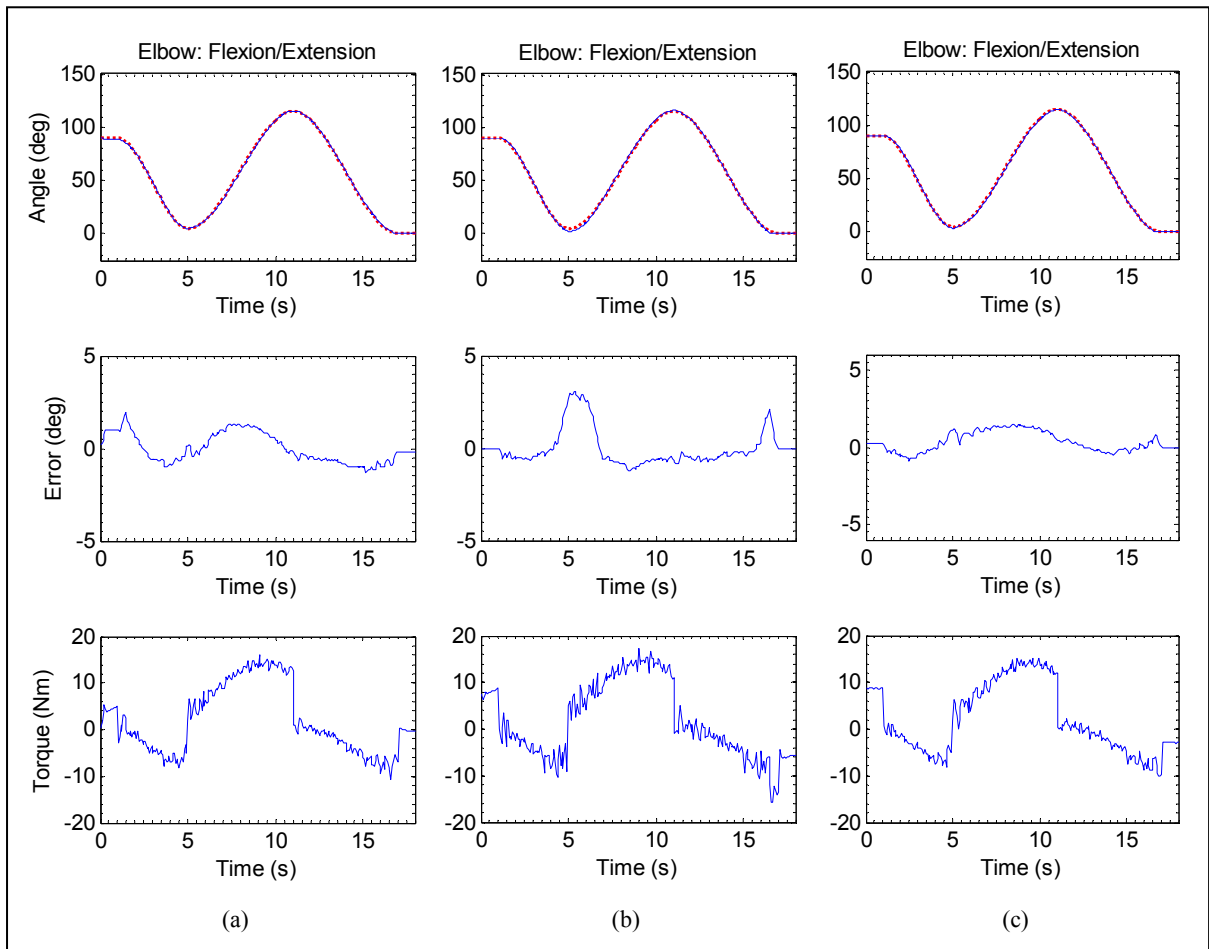 Elbow: Flexion/Extension
Elbow: Flexion/Extension
Elbow: Flexion/Extension
Angle (deg)
150
100
50
0
0 5 10 15
Time (s)
150
100
50
0
0 5 10 15
Time (s)
150
100
50
0
0 5 10 15
Time (s)
Error (deg)
5
0
-5
0 5 10 15
Time (s)
5
0
-5
0 5 10 15
Time (s)
5
0
-5
0 5 10 15
Time (s)
Torque (Nm)
20
10
0
-10
-20
0 5 10 15
Time (s)
20
10
0
-10
-20
0 5 10 15
Time (s)
20
10
0
-10
-20
0 5 10 15
Time (s)
(a)
(b)
(c)